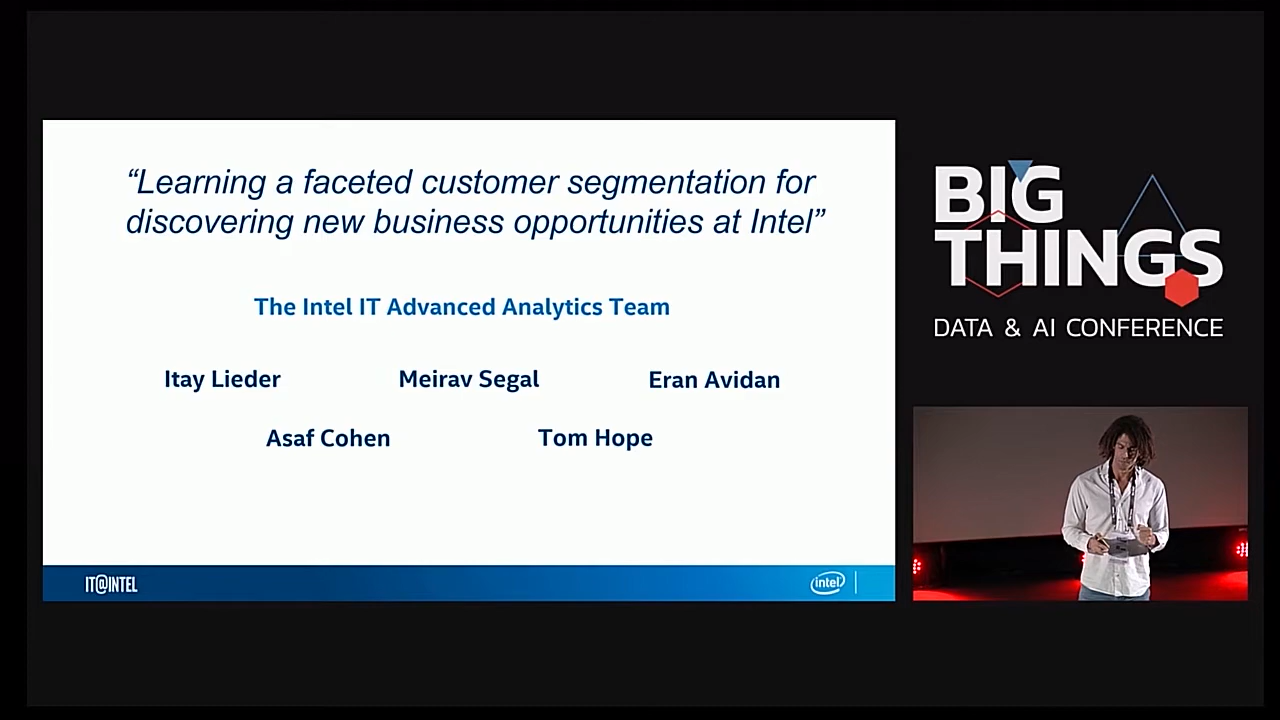 “Learning a faceted customer segmentation for
discovering new business opportunities at Intel”
The Intel IT Advanced Analytics Team
Itay Lieder Meirav Segal Eran Avidan
Asaf Cohen Tom Hope
IT@INTEL
intel
BIG
THINGS
DATA & AI CONFERENCE